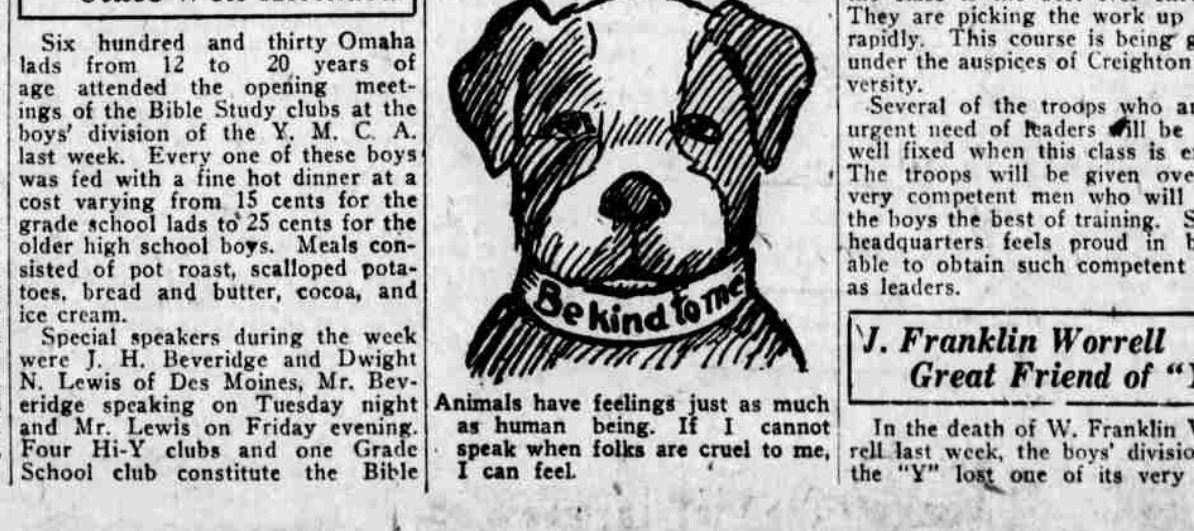 Six hundred and thirty Omaha
lads from 12 to 20 years of
age attended the opening meet-
ings of the Bible Study clubs at the
boys' division of the Y. M. C. A.
last week. Every one of these boys
was fed with a fine hot dinner at a
cost varying from 15 cents for the
grade school lads to 25 cents for the
older high school boys. Meals con-
sisted of pot roast, scalloped pota-
toes, bread and butter, cocoa, and
ice cream.
Special speakers during the week
were J. H. Beveridge and Dwight
N. Lewis of Des Moines, Mr. Bev-
eridge speaking on Tuesday night
and Mr. Lewis on Friday evening.
Four Hi-Y clubs and one Grade
School club constitute the Bible
Be kind to me
Animals have feelings just as much
as human being. If I cannot
speak when folks are cruel to me,
I can feel.
They are picking the work up
rapidly. This course is being
under the auspices of Creighton
versity.
Several of the troops who
urgent need of leaders will be
well fixed when this class is
The troops will be given
very competent men who will
the boys the best of training.
headquarters feels proud in
able to obtain such competent
as leaders.
J. Franklin Worrell
Great Friend of "Y
In the death of W. Franklin
rell last week, the boys'
the "Y" lost one of its very